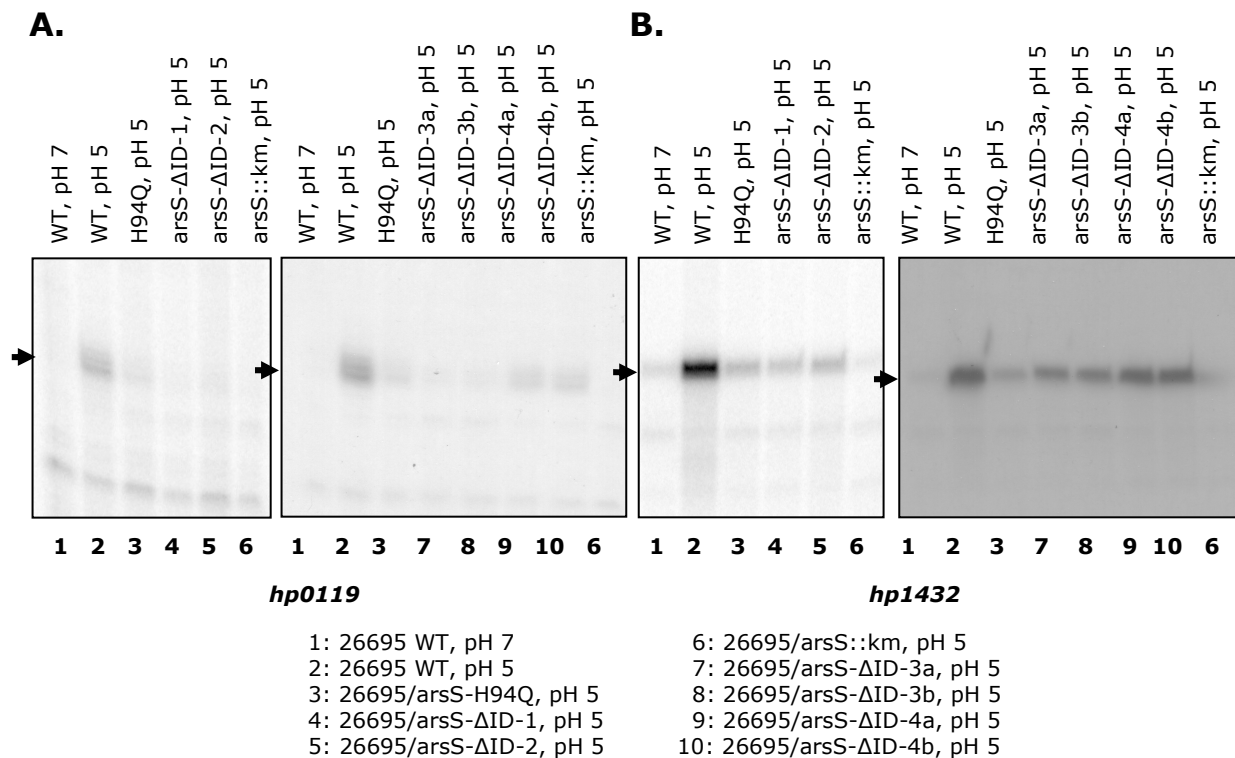 A.
B.
WT, pH 7
WT, pH 5
H94Q, pH 5
arsS-ΔID-1, pH 5
arsS-ΔID-2, pH 5
arsS::km, pH 5
WT, pH 7
WT, pH 5
H94Q, pH 5
arsS-ΔID-3a, pH 5
arsS-ΔID-3b, pH 5
arsS-ΔID-4a, pH 5
arsS-ΔID-4b, pH 5
arsS::km, pH 5
WT, pH 7
WT, pH 5
H94Q, pH 5
arsS-ΔID-1, pH 5
arsS-ΔID-2, pH 5
arsS::km, pH 5
WT, pH 7
WT, pH 5
H94Q, pH 5
arsS-ΔID-3a, pH 5
arsS-ΔID-3b, pH 5
arsS-ΔID-4a, pH 5
arsS-ΔID-4b, pH 5
arsS::km, pH 5
1 2 3 4 5 6 1 2 3 7 8 9 10 6 1 2 3 4 5 6 1 2 3 7 8 9 10 6
hp0119
hp1432
1: 26695 WT, pH 7
2: 26695 WT, pH 5
3: 26695/arsS-H94Q, pH 5
4: 26695/arsS-ΔID-1, pH 5
5: 26695/arsS-ΔID-2, pH 5
6: 26695/arsS::km, pH 5
7: 26695/arsS-ΔID-3a, pH 5
8: 26695/arsS-ΔID-3b, pH 5
9: 26695/arsS-ΔID-4a, pH 5
10: 26695/arsS-ΔID-4b, pH 5